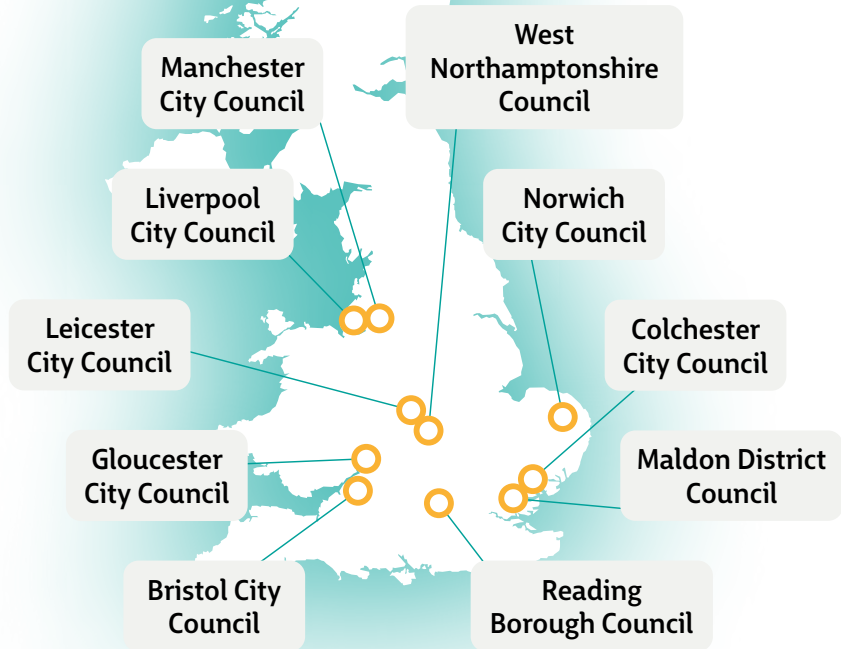 Manchester
City Council
West
Northamptonshire
Council
Liverpool
City Council
Norwich
City Council
Leicester
City Council
Colchester
City Council
Gloucester
City Council
Maldon District
Council
Bristol City
Council
Reading
Borough Council